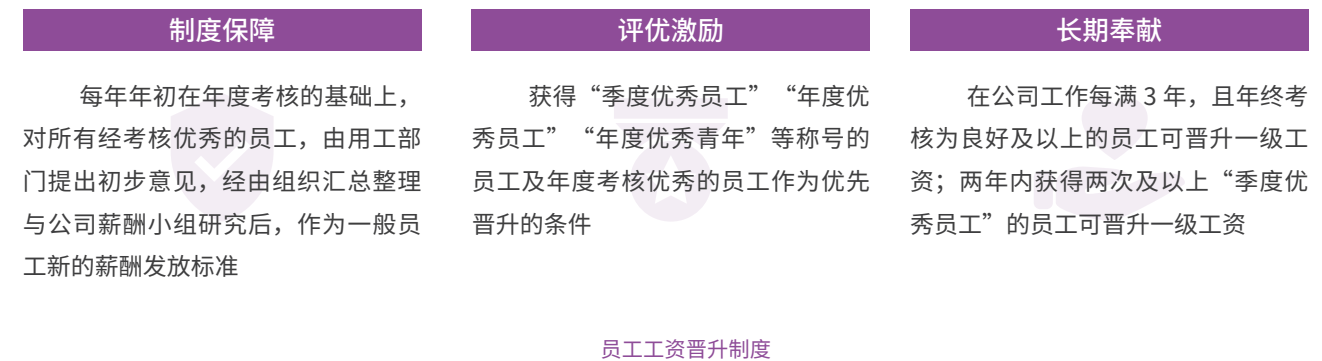 制度保障
每年年初在年度考核的基础上，
对所有经考核优秀的员工，由用工部
门提出初步意见，经由组织汇总整理
与公司薪酬小组研究后，作为一般员
工新的薪酬发放标准
评优激励
获得“季度优秀员工”“年度优
秀员工”“年度优秀青年”等称号的
员工及年度考核优秀的员工作为优先
晋升的条件
长期奉献
在公司工作每满 3 年，且年终考
核为良好及以上的员工可晋升一级工
资；两年内获得两次及以上“季度优
秀员工”的员工可晋升一级工资
员工工资晋升制度